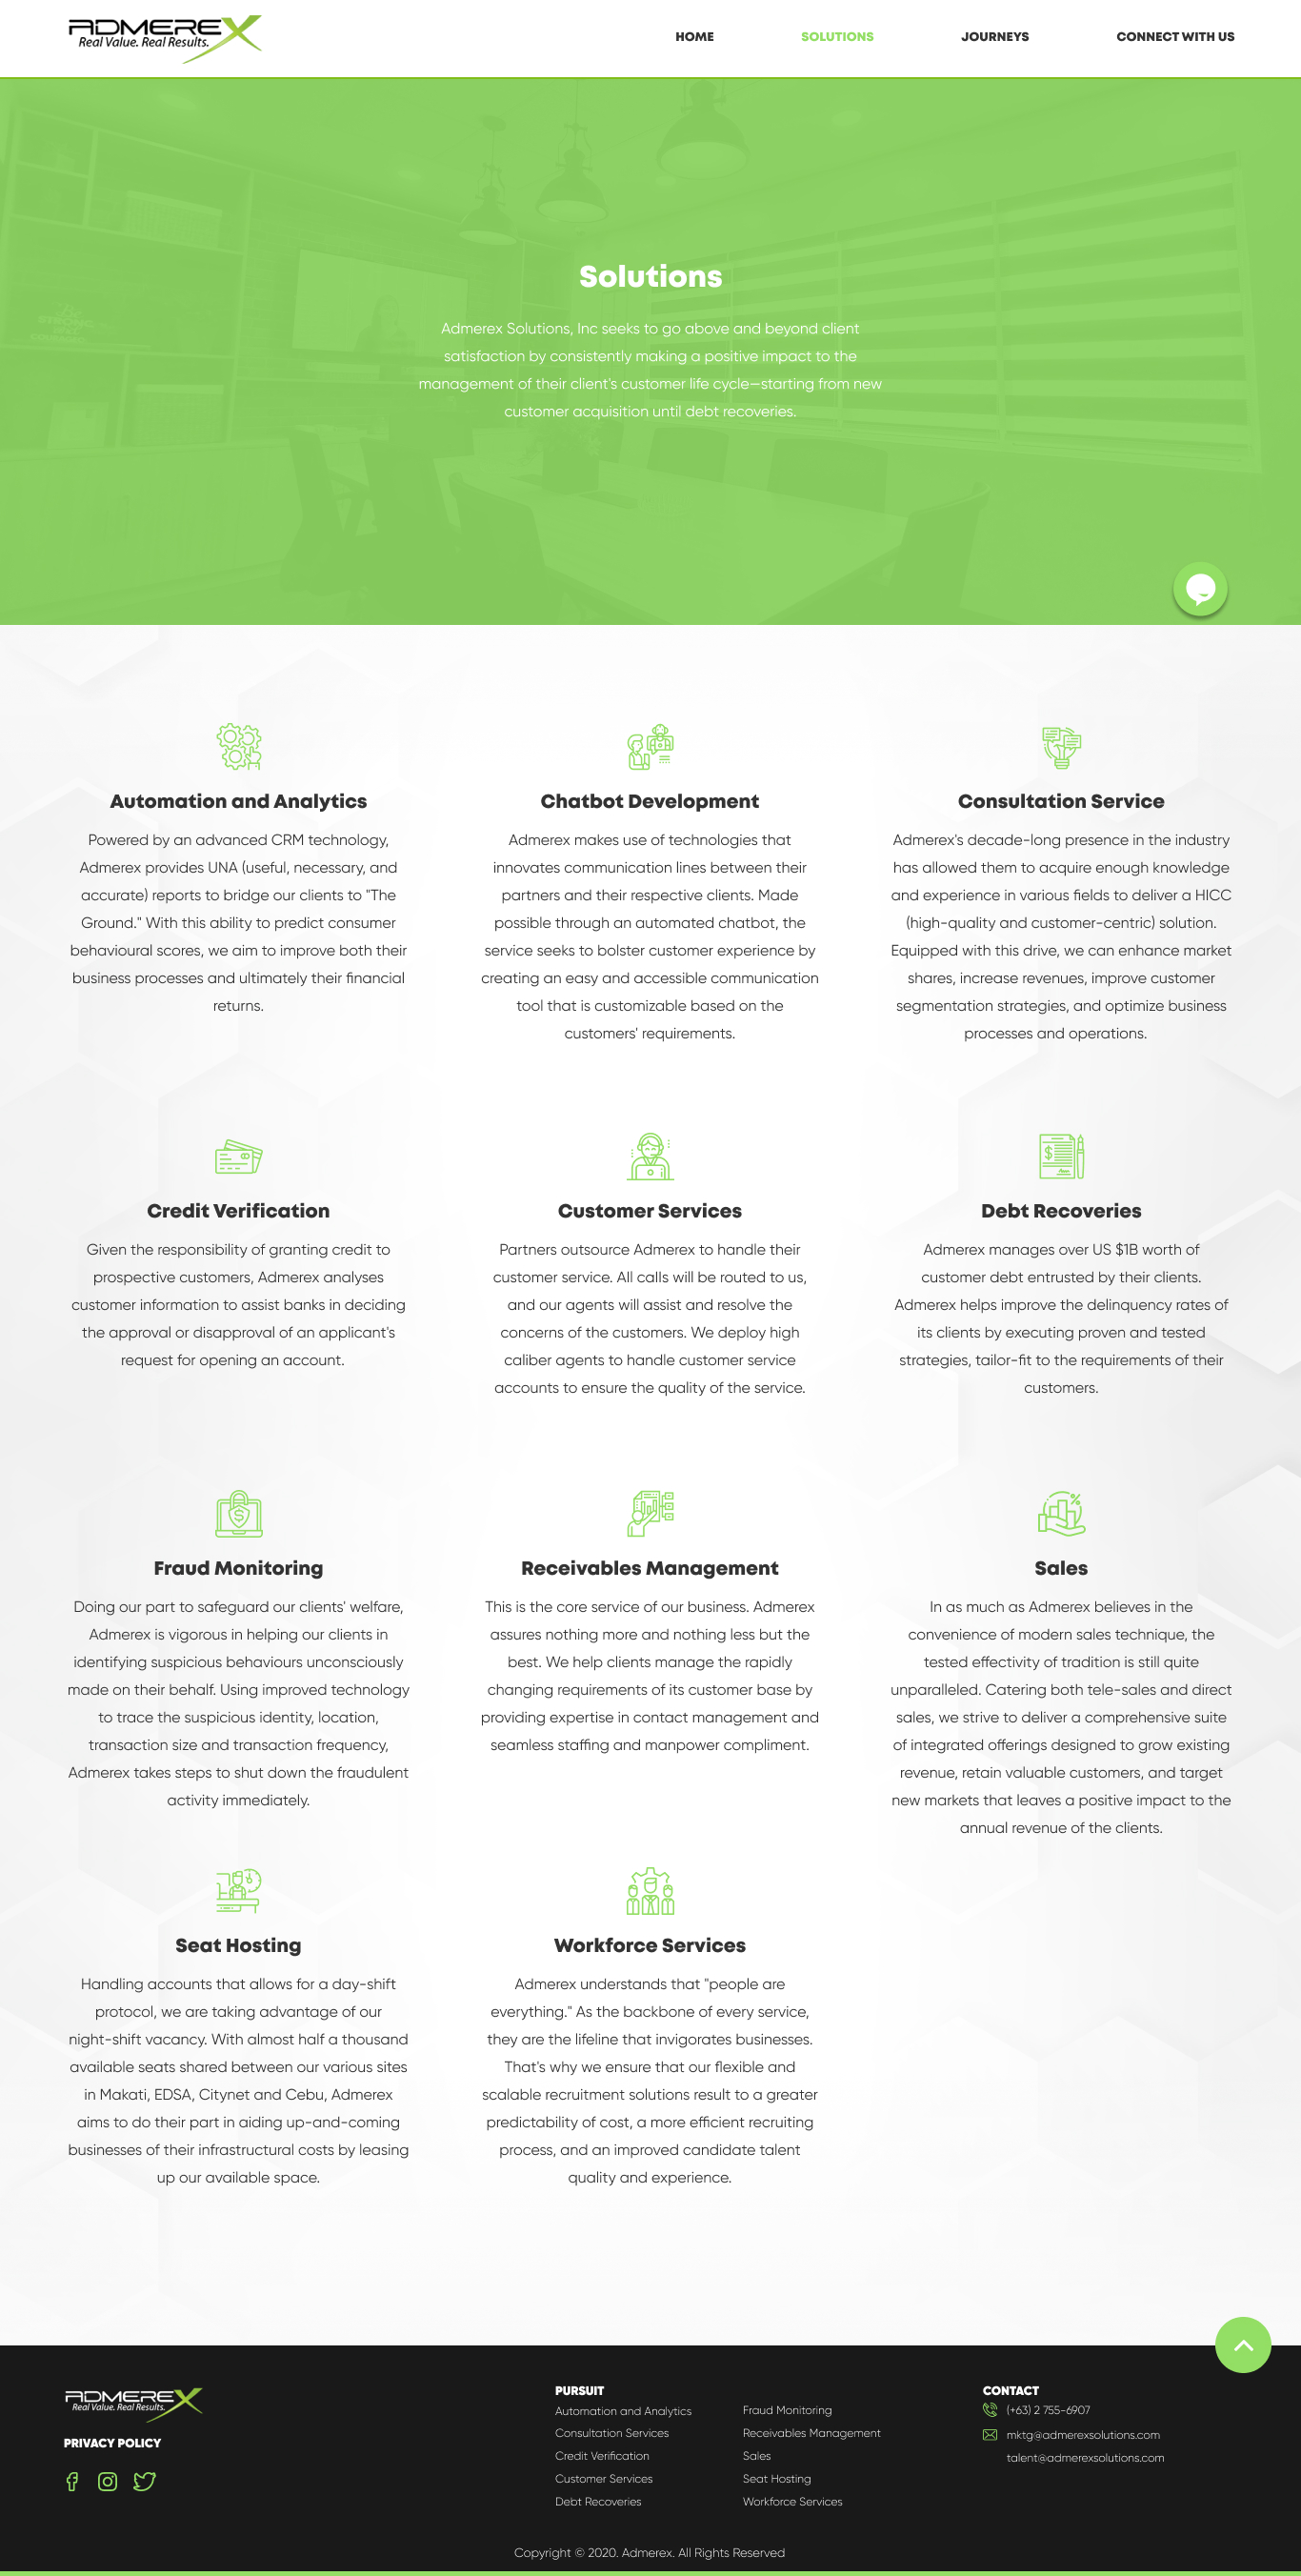 ADMEREX
Real Value. Real Results.
HOME
SOLUTIONS
JOURNEYS
CONNECT WITH US
Solutions
Admerex Solutions, Inc seeks to go above and beyond client
satisfaction by consistently making a positive impact to the
management of their client's customer life cycle—starting from new
customer acquisition until debt recoveries.
Automation and Analytics
Powered by an advanced CRM technology,
Admerex provides UNA (useful, necessary, and
accurate) reports to bridge our clients to "The
Ground." With this ability to predict consumer
behavioural scores, we aim to improve both their
business processes and ultimately their financial
returns.
Chatbot Development
Admerex makes use of technologies that
innovates communication lines between their
partners and their respective clients. Made
possible through an automated chatbot, the
service seeks to bolster customer experience by
creating an easy and accessible communication
tool that is customizable based on the
customers' requirements.
Consultation Service
Admerex's decade-long presence in the industry
has allowed them to acquire enough knowledge
and experience in various fields to deliver a HICC
(high-quality and customer-centric) solution.
Equipped with this drive, we can enhance market
shares, increase revenues, improve customer
segmentation strategies, and optimize business
processes and operations.
Credit Verification
Given the responsibility of granting credit to
prospective customers, Admerex analyses
customer information to assist banks in deciding
the approval or disapproval of an applicant's
request for opening an account.
Customer Services
Partners outsource Admerex to handle their
customer service. All calls will be routed to us,
and our agents will assist and resolve the
concerns of the customers. We deploy high
caliber agents to handle customer service
accounts to ensure the quality of the service.
Debt Recoveries
Admerex manages over US $1B worth of
customer debt entrusted by their clients.
Admerex helps improve the delinquency rates of
its clients by executing proven and tested
strategies, tailor-fit to the requirements of their
customers.
Fraud Monitoring
Doing our part to safeguard our clients' welfare,
Admerex is vigorous in helping our clients in
identifying suspicious behaviours unconsciously
made on their behalf. Using improved technology
to trace the suspicious identity, location,
transaction size and transaction frequency,
Admerex takes steps to shut down the fraudulent
activity immediately.
Receivables Management
This is the core service of our business. Admerex
assures nothing more and nothing less but the
best. We help clients manage the rapidly
changing requirements of its customer base by
providing expertise in contact management and
seamless staffing and manpower compliment.
Sales
In as much as Admerex believes in the
convenience of modern sales technique, the
tested effectivity of tradition is still quite
unparalleled. Catering both tele-sales and direct
sales, we strive to deliver a comprehensive suite
of integrated offerings designed to grow existing
revenue, retain valuable customers, and target
new markets that leaves a positive impact to the
annual revenue of the clients.
Seat Hosting
Handling accounts that allows for a day-shift
protocol, we are taking advantage of our
night-shift vacancy. With almost half a thousand
available seats shared between our various sites
in Makati, EDSA, Citynet and Cebu, Admerex
aims to do their part in aiding up-and-coming
businesses of their infrastructural costs by leasing
up our available space.
Workforce Services
Admerex understands that "people are
everything." As the backbone of every service,
they are the lifeline that invigorates businesses.
That's why we ensure that our flexible and
scalable recruitment solutions result to a greater
predictability of cost, a more efficient recruiting
process, and an improved candidate talent
quality and experience.
ADMEREX
Real Value. Real Results.
PRIVACY POLICY
PURSUIT
Automation and Analytics
Consultation Services
Credit Verification
Customer Services
Debt Recoveries
Fraud Monitoring
Receivables Management
Sales
Seat Hosting
Workforce Services
CONTACT
(+63) 2 755-6907
mktg@admerexsolutions.com
talent@admerexsolutions.com
Copyright © 2020. Admerex. All Rights Reserved